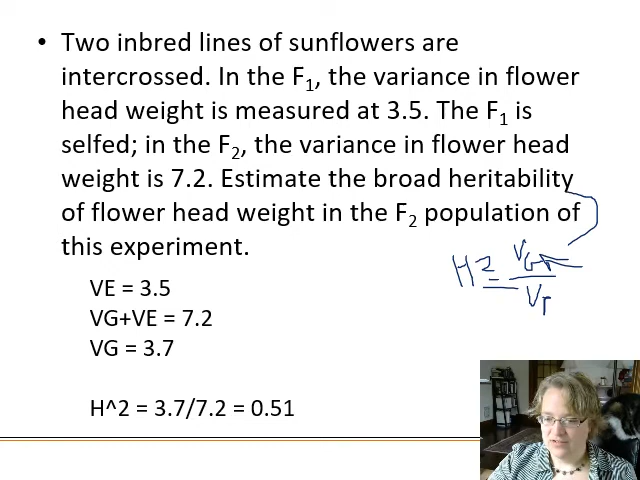 • Two inbred lines of sunflowers are
intercrossed. In the F₁, the variance in flower
head weight is measured at 3.5. The F₁ is
selfed; in the F₂, the variance in flower head
weight is 7.2. Estimate the broad heritability
of flower head weight in the F₂ population of
this experiment.
H² = V_G
V_P
VE = 3.5
VG+VE = 7.2
VG = 3.7
H^2 = 3.7/7.2 = 0.51